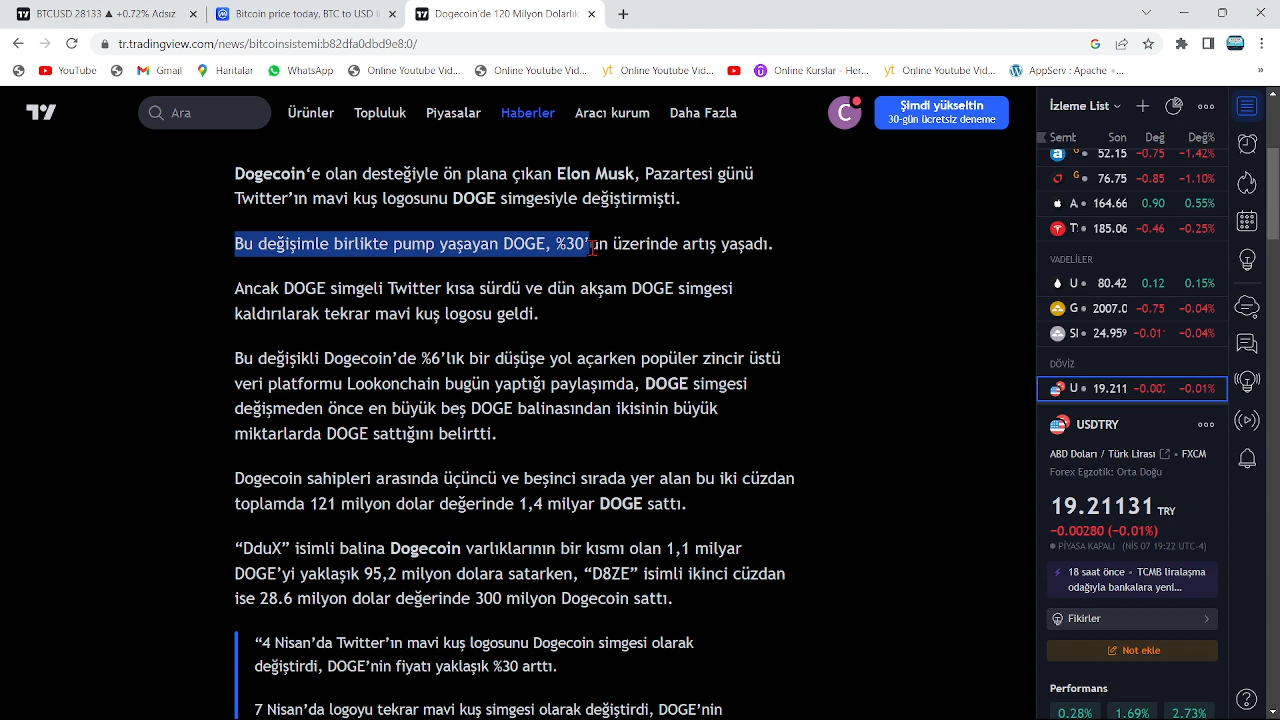 BTCUSD 28133 ▲ +0.72% Adsız
Bitcoin price today, BTC to USD l
Dogecoin'de 120 Milyon Dolarlık
tr.tradingview.com/news/bitcoinsistemi:b82dfa0dbd9e8:0/
YouTube
Gmail
Haritalar
WhatsApp
Online Youtube Vid...
Online Youtube Vid...
Online Youtube Vid...
Online Kurslar - Her...
Online Youtube Vid...
AppServ : Apache +...
»
Ara
Ürünler
Topluluk
Piyasalar
Haberler
Aracı kurum
Daha Fazla
C
Şimdi yükseltin
30-gün ücretsiz deneme
Dogecoin'e olan desteğiyle ön plana çıkan Elon Musk, Pazartesi günü
Twitter'ın mavi kuş logosunu DOGE simgesiyle değiştirmişti.
Bu değişimle birlikte pump yaşayan DOGE, %30'un üzerinde artış yaşadı.
Ancak DOGE simgeli Twitter kısa sürdü ve dün akşam DOGE simgesi
kaldırılarak tekrar mavi kuş logosu geldi.
Bu değişikli Dogecoin'de %6'lık bir düşüşe yol açarken popüler zincir üstü
veri platformu Lookonchain bugün yaptığı paylaşımda, DOGE simgesi
değişmeden önce en büyük beş DOGE balinasından ikisinin büyük
miktarlarda DOGE sattığını belirtti.
Dogecoin sahipleri arasında üçüncü ve beşinci sırada yer alan bu iki cüzdan
toplamda 121 milyon dolar değerinde 1,4 milyar DOGE sattı.
“DduX” isimli balina Dogecoin varlıklarının bir kısmı olan 1,1 milyar
DOGE'yi yaklaşık 95,2 milyon dolara satarken, “D8ZE” isimli ikinci cüzdan
ise 28.6 milyon dolar değerinde 300 milyon Dogecoin sattı.
“4 Nisan'da Twitter'ın mavi kuş logosunu Dogecoin simgesi olarak
değiştirdi, DOGE'nin fiyatı yaklaşık %30 arttı.
7 Nisan'da logoyu tekrar mavi kuş simgesi olarak değiştirdi, DOGE'nin
İzleme List
Semb Son Değ Değ%
G 52.15 −0.75 −1.42%
G 76.75 −0.85 −1.10%
A 164.66 0.90 0.55%
T 185.06 −0.46 −0.25%
VADELİLER
U 80.42 0.12 0.15%
G 2007.0 −0.75 −0.04%
SI 24.959 −0.01 −0.04%
DÖVİZ
U 19.211 −0.00 −0.01%
USDTRY
ABD Doları / Türk Lirası • FXCM
Forex Egzotik: Orta Doğu
19.21131 TRY
−0.00280 (−0.01%)
PİYASA KAPALI (NİS 07 19:22 UTC-4)
18 saat önce • TCMB liralaşma
odağıyla bankalara yeni...
Fikirler
Not ekle
Performans
0.28% 1.69% 2.73%